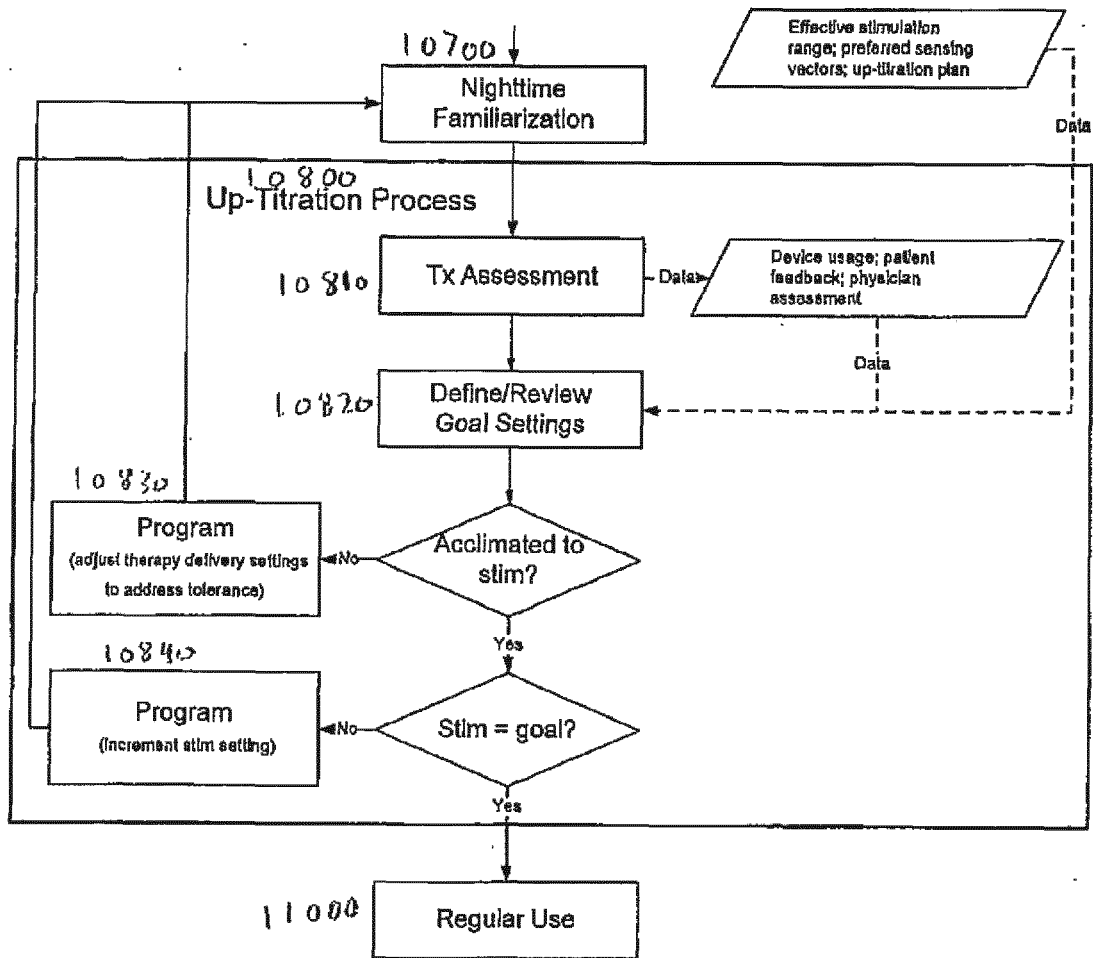 10700
Nighttime
Familiarization
Effective stimulation
range; preferred sensing
vectors; up-titration plan
Data
10800
Up-Titration Process
10810
Tx Assessment
Data
Device usage; patient
feedback; physician
assessment
Data
10820
Define/Review
Goal Settings
10830
Program
(adjust therapy delivery settings
to address tolerance)
No
Acclimated to
stim?
Yes
10840
Program
(increment stim setting)
No
Stim = goal?
Yes
11000
Regular Use